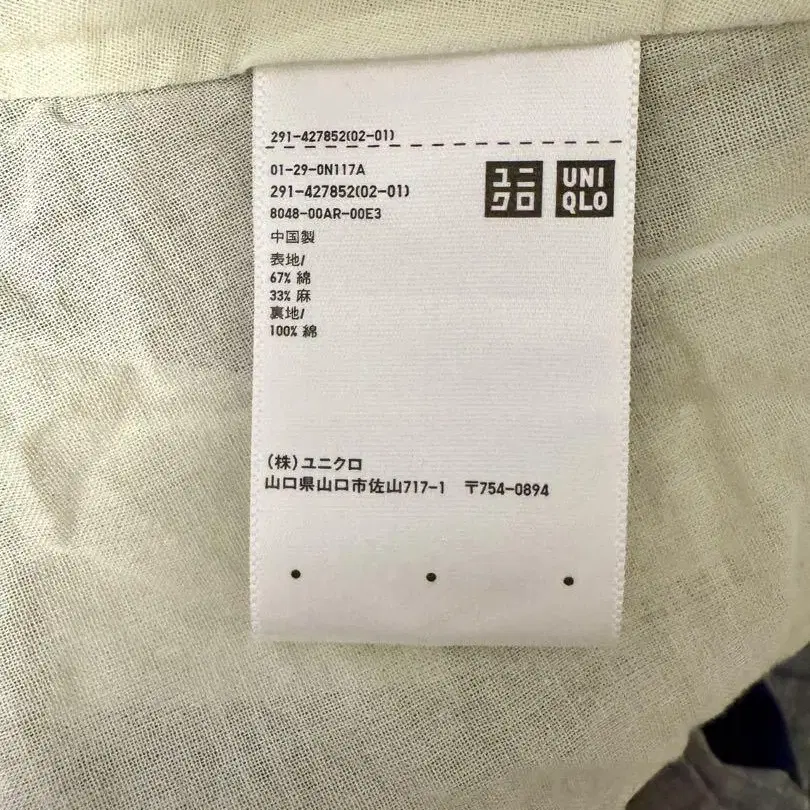 291-427852(02-01)
01-29-0N117A
291-427852(02-01)
8048-00AR-00E3
ユニ
クロ
UNI
QLO
中国製
表地/
67% 綿
33% 麻
裏地/
100% 綿
(株)ユニクロ
山口県山口市佐山717-1 〒754-0894